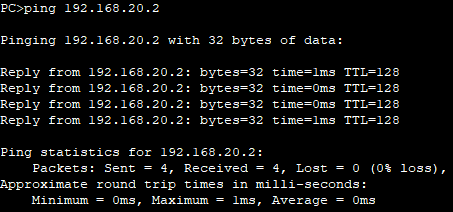 PC>ping 192.168.20.2
Pinging 192.168.20.2 with 32 bytes of data:
Reply from 192.168.20.2: bytes=32 time=1ms TTL=128
Reply from 192.168.20.2: bytes=32 time=0ms TTL=128
Reply from 192.168.20.2: bytes=32 time=0ms TTL=128
Reply from 192.168.20.2: bytes=32 time=1ms TTL=128
Ping statistics for 192.168.20.2:
    Packets: Sent = 4, Received = 4, Lost = 0 (0% loss),
Approximate round trip times in milli-seconds:
    Minimum = 0ms, Maximum = 1ms, Average = 0ms